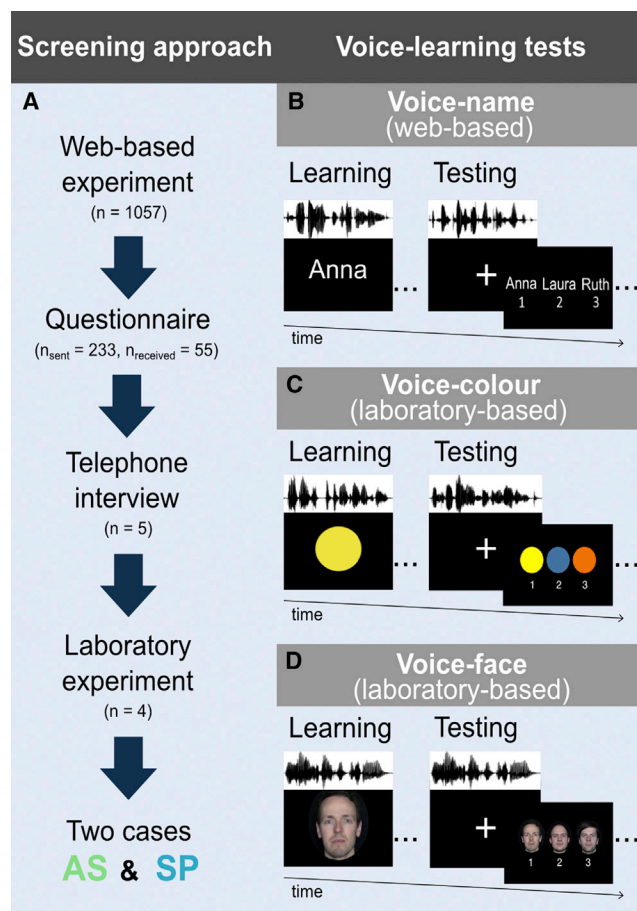 Screening approach
Voice-learning tests
A
Web-based
experiment
(n = 1057)
Questionnaire
(nsent = 233, nreceived = 55)
Telephone
interview
(n = 5)
Laboratory
experiment
(n = 4)
Two cases
AS & SP
B
Voice-name
(web-based)
Learning
Testing
Anna
...
+
Anna Laura Ruth
1 2 3
...
time
C
Voice-colour
(laboratory-based)
Learning
Testing
...
+
1 2 3
...
time
D
Voice-face
(laboratory-based)
Learning
Testing
...
+
1 2 3
...
time